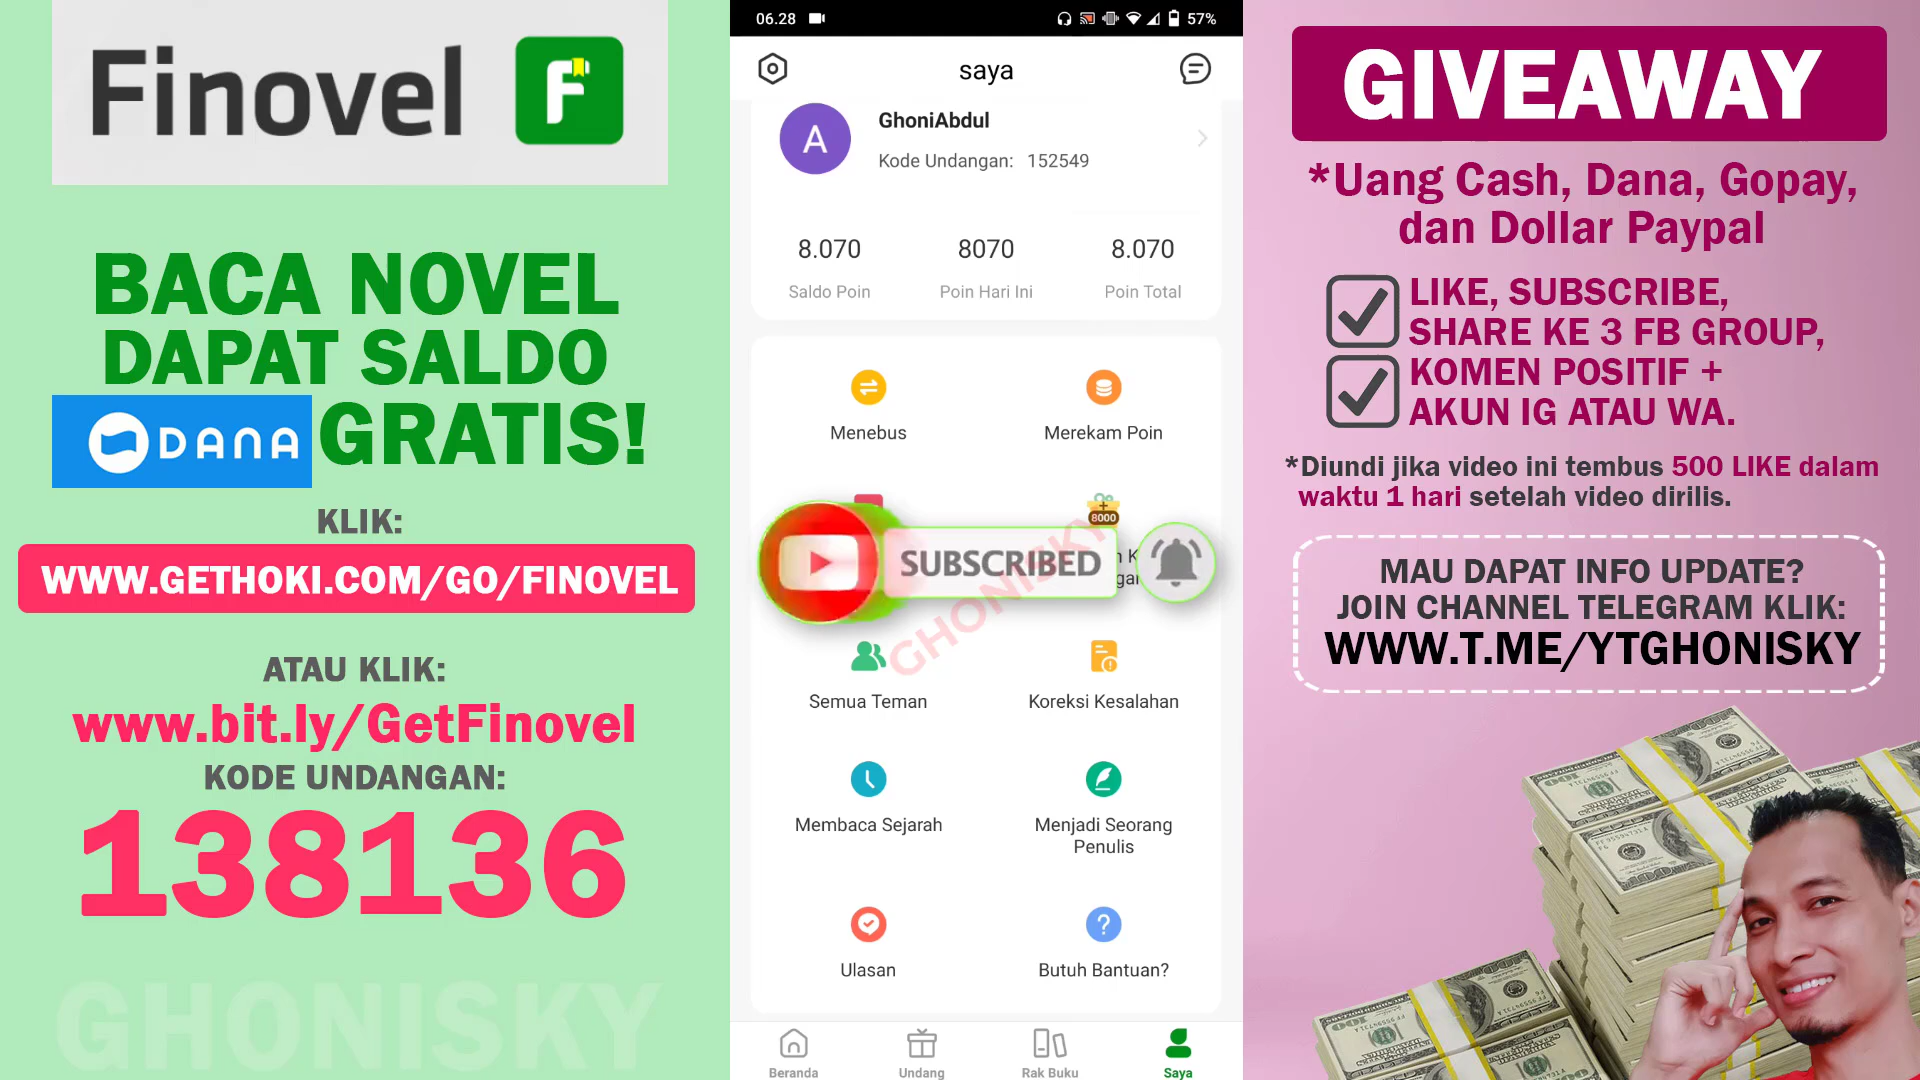 Finovel
F
BACA NOVEL
DAPAT SALDO
DANA GRATIS!
KLIK:
WWW.GETHOKI.COM/GO/FINOVEL
ATAU KLIK:
www.bit.ly/GetFinovel
KODE UNDANGAN:
138136
GHONISKY
06.28
57%
saya
A
GhoniAbdul
Kode Undangan: 152549
8.070
8070
8.070
Saldo Poin
Poin Hari Ini
Poin Total
Menebus
Merekam Poin
8000
SUBSCRIBED
GHONISKY
Semua Teman
Koreksi Kesalahan
Membaca Sejarah
Menjadi Seorang
Penulis
Ulasan
Butuh Bantuan?
Beranda
Undang
Rak Buku
Saya
GIVEAWAY
*Uang Cash, Dana, Gopay,
dan Dollar Paypal
LIKE, SUBSCRIBE,
SHARE KE 3 FB GROUP,
KOMEN POSITIF +
AKUN IG ATAU WA.
*Diundi jika video ini tembus 500 LIKE dalam
waktu 1 hari setelah video dirilis.
MAU DAPAT INFO UPDATE?
JOIN CHANNEL TELEGRAM KLIK:
WWW.T.ME/YTGHONISKY